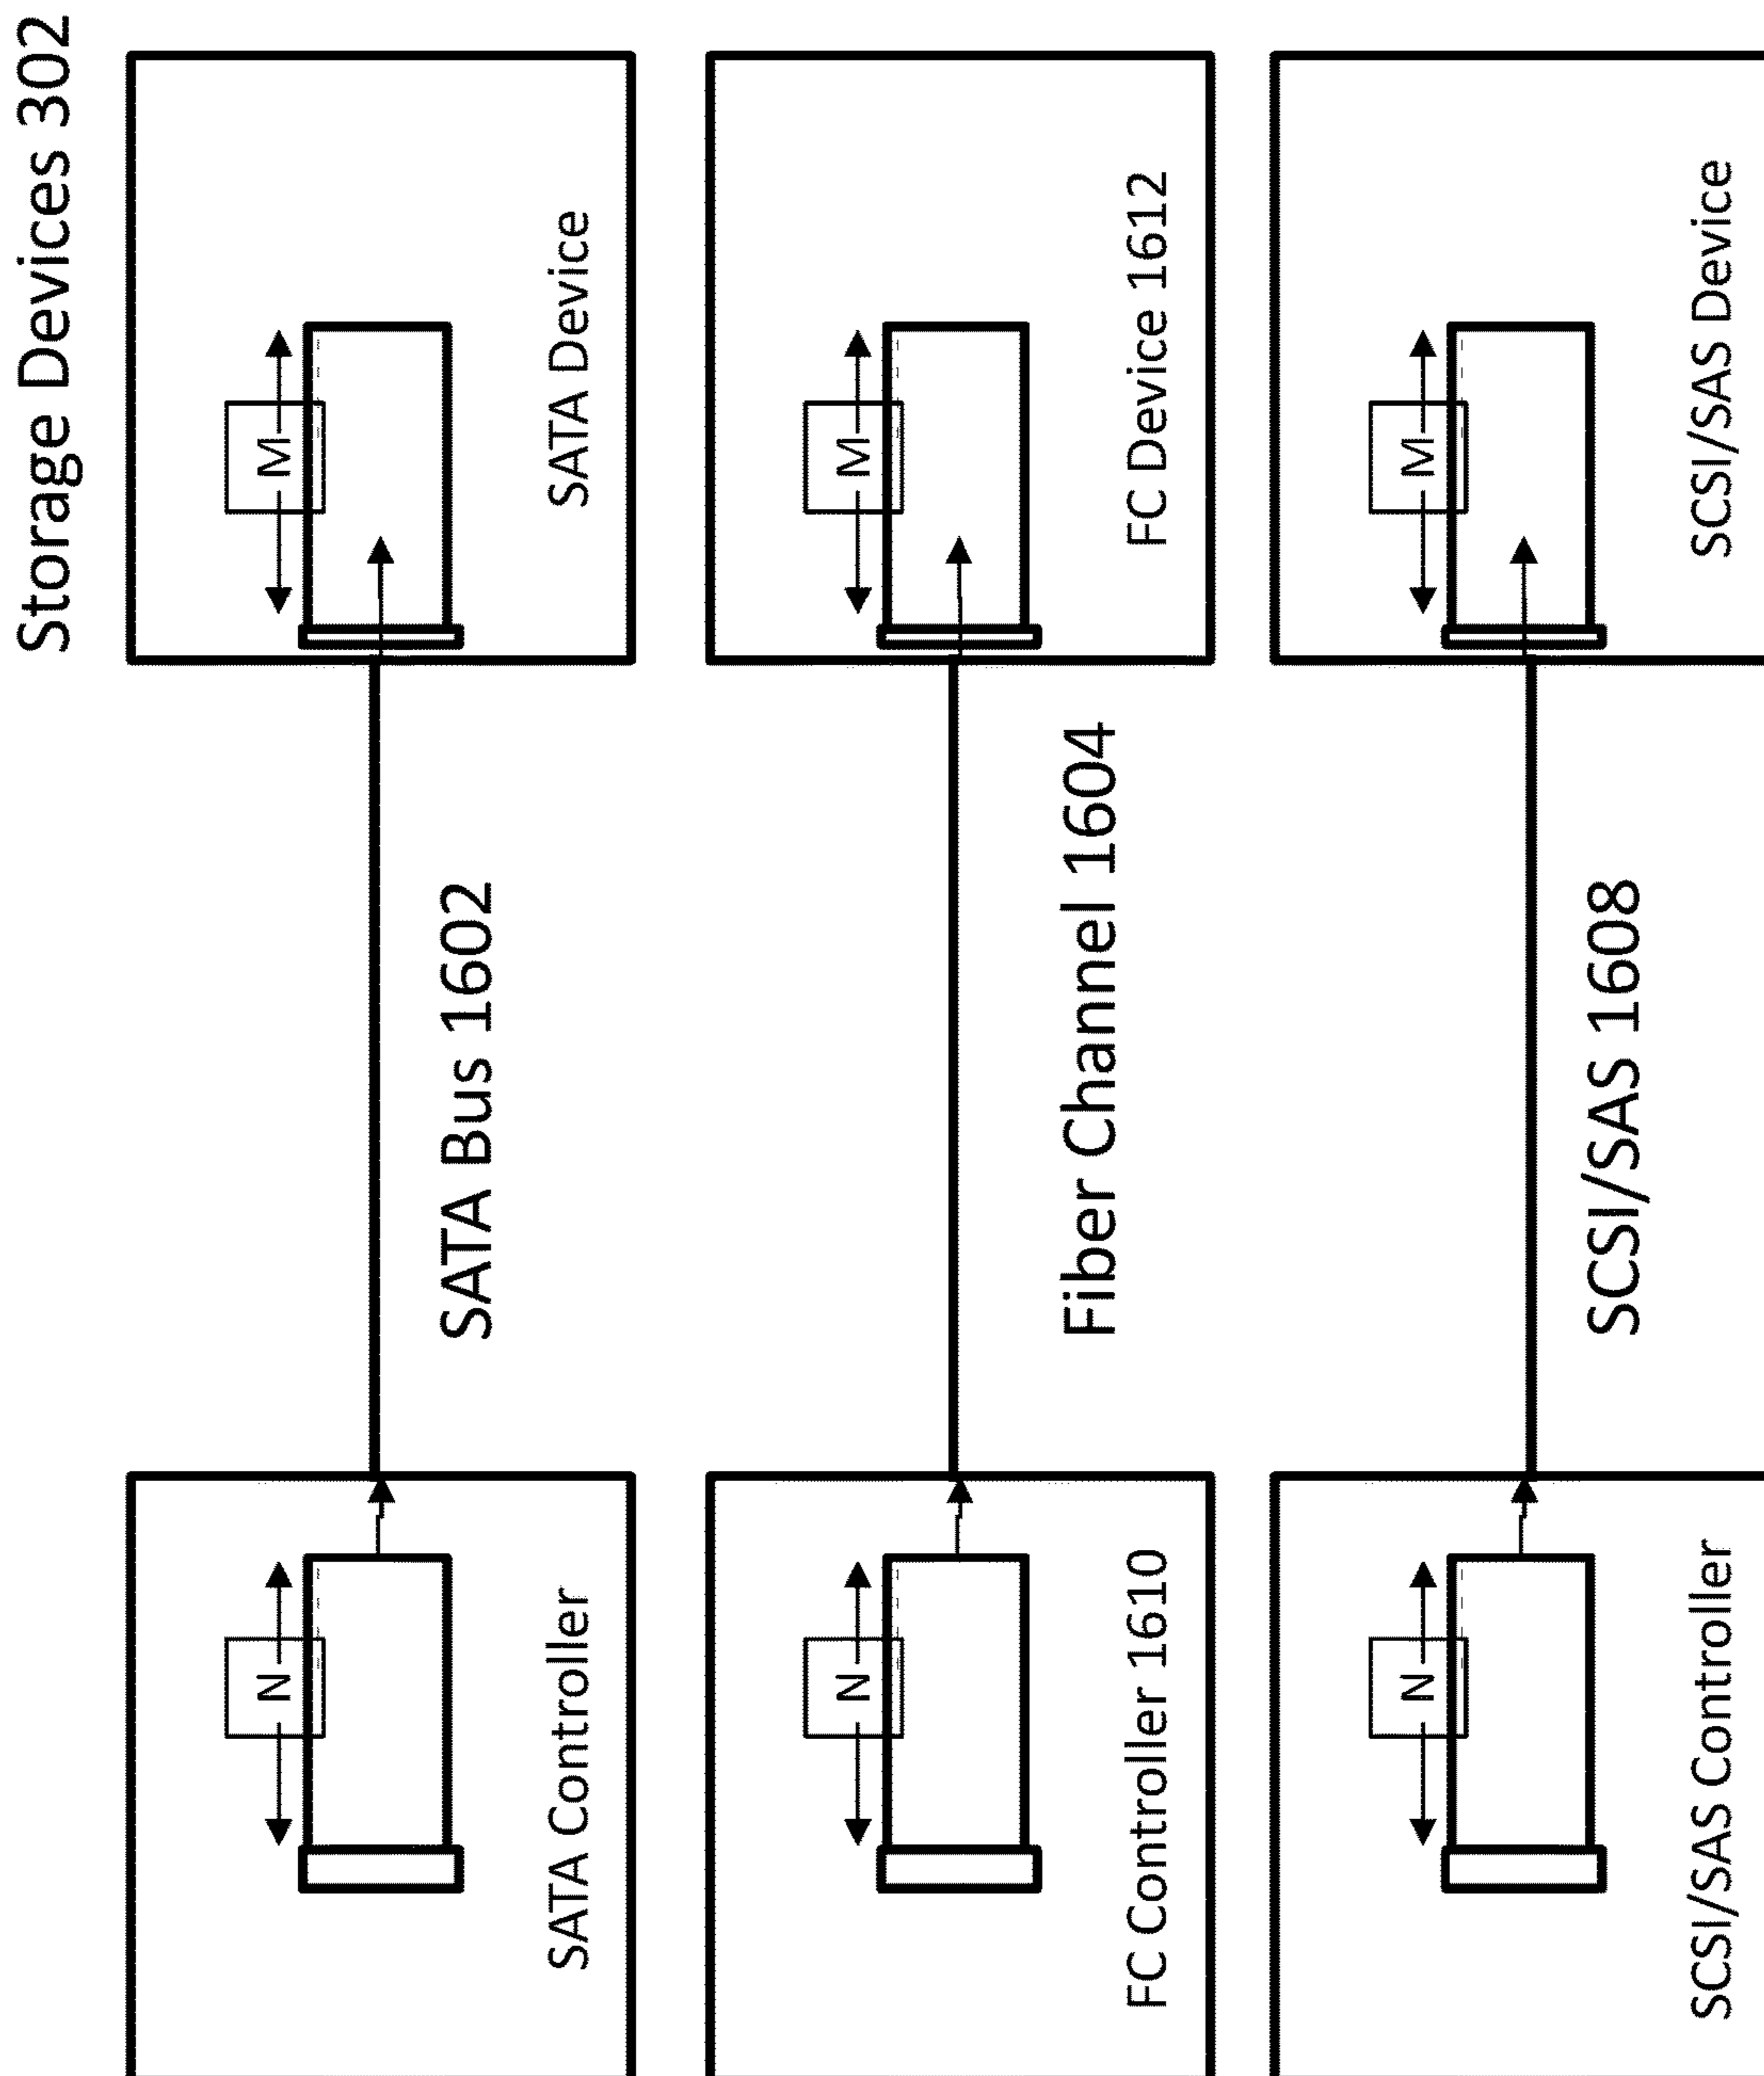 Storage Devices 302
N
SATA Controller
SATA Bus 1602
M
SATA Device
N
FC Controller 1610
Fiber Channel 1604
M
FC Device 1612
N
SCSI/SAS Controller
SCSI/SAS 1608
M
SCSI/SAS Device